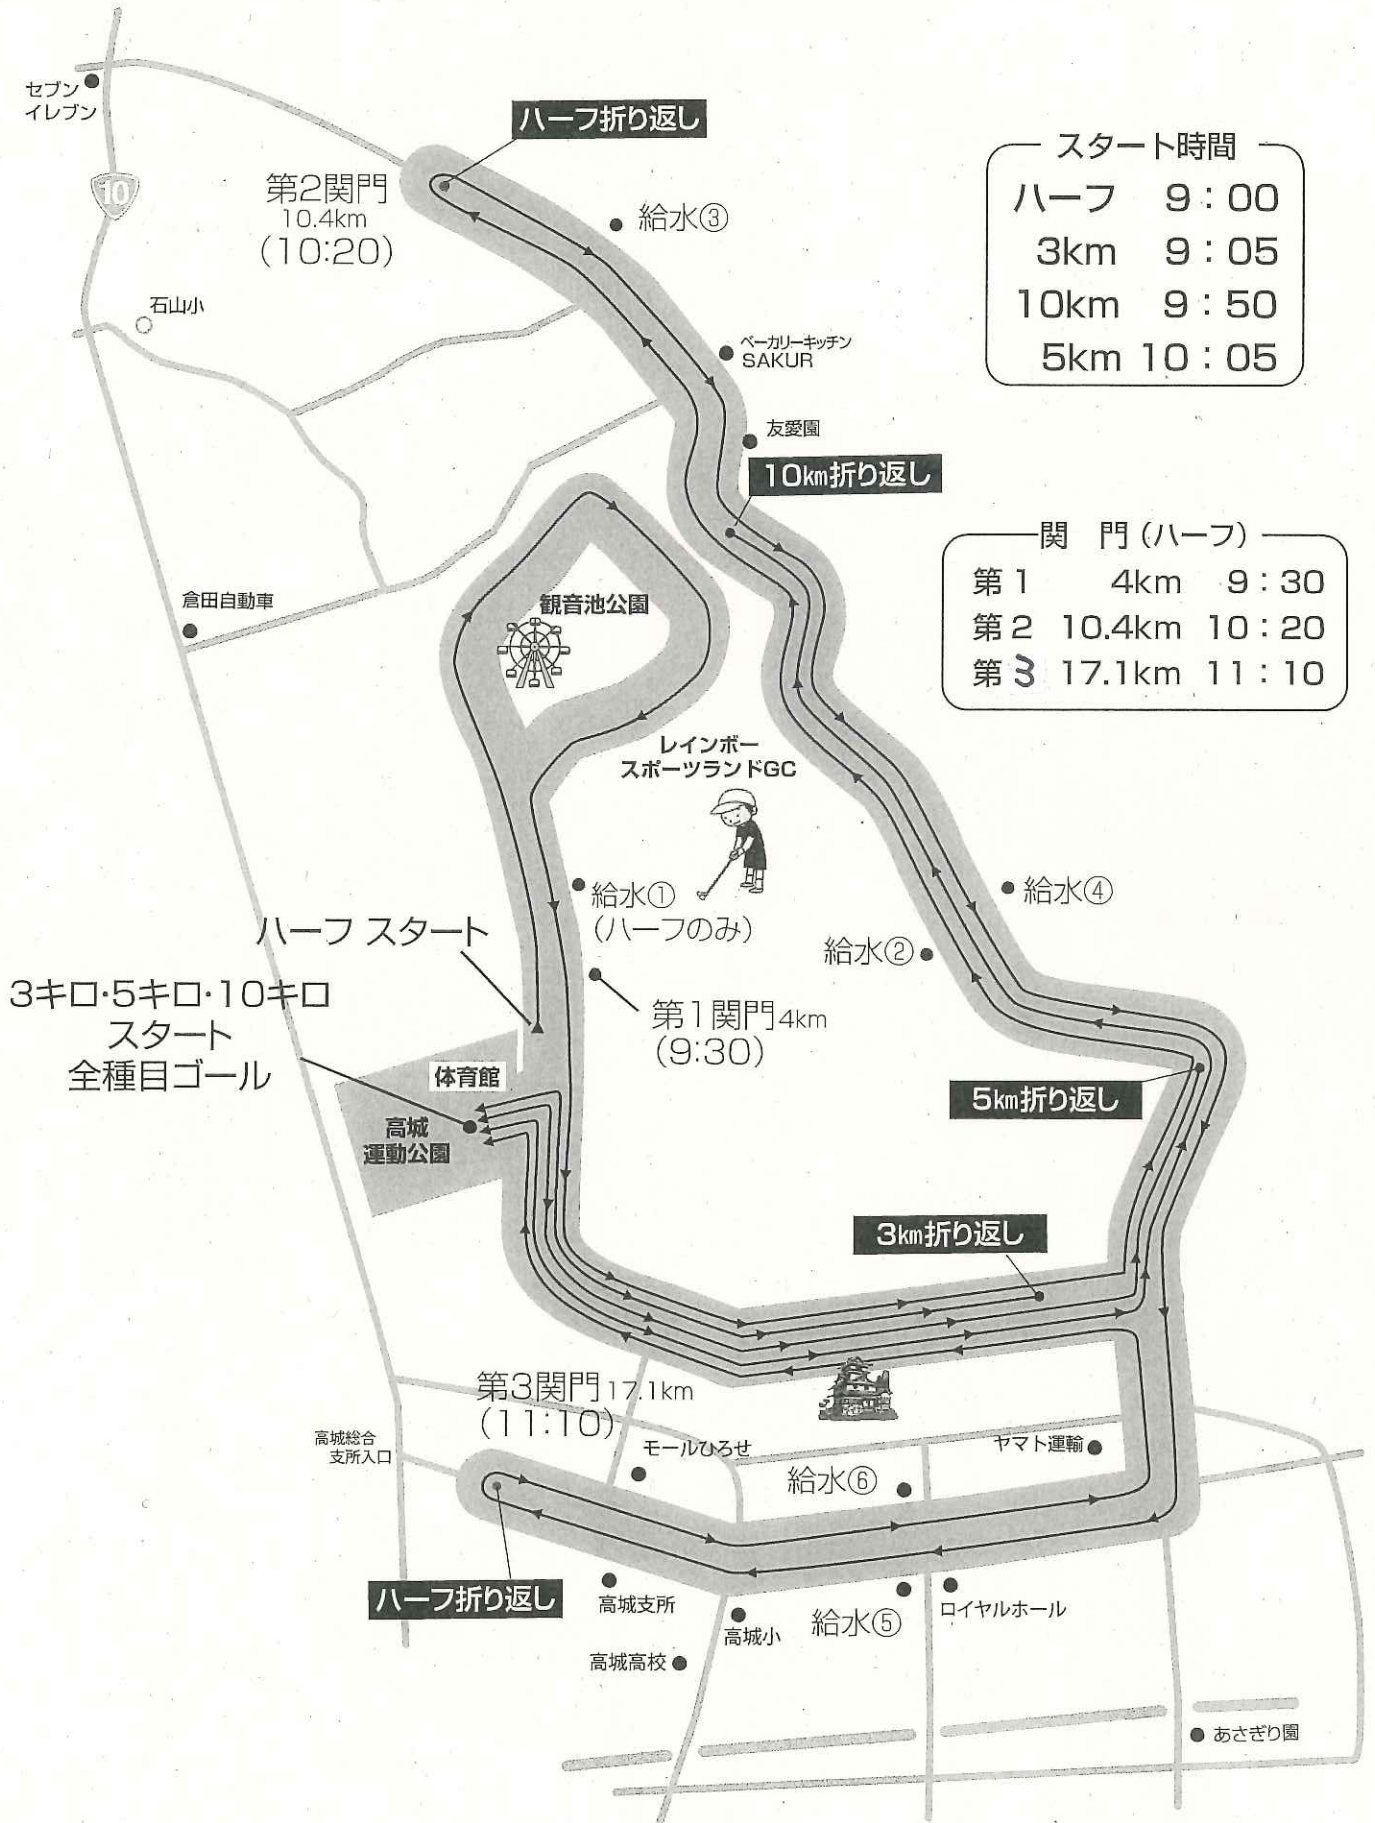 セブン
イレブン
10
ハーフ折り返し
第2関門
10.4km
(10:20)
給水③
スタート時間
ハーフ 9：00
3km 9：05
10km 9：50
5km 10：05
石山小
ベーカリーキッチン
SAKUR
友愛園
10km折り返し
関 門（ハーフ）
第1 4km 9：30
第2 10.4km 10：20
第3 17.1km 11：10
倉田自動車
観音池公園
レインボー
スポーツランドGC
給水①
（ハーフのみ）
給水④
給水②
ハーフ スタート
第1関門4km
(9:30)
3キロ・5キロ・10キロ
スタート
全種目ゴール
体育館
高城
運動公園
5km折り返し
3km折り返し
第3関門17.1km
(11:10)
高城総合
支所入口
モールひろせ
ヤマト運輸
給水⑥
ハーフ折り返し
高城支所
高城小
給水⑤
ロイヤルホール
高城高校
あさぎり園